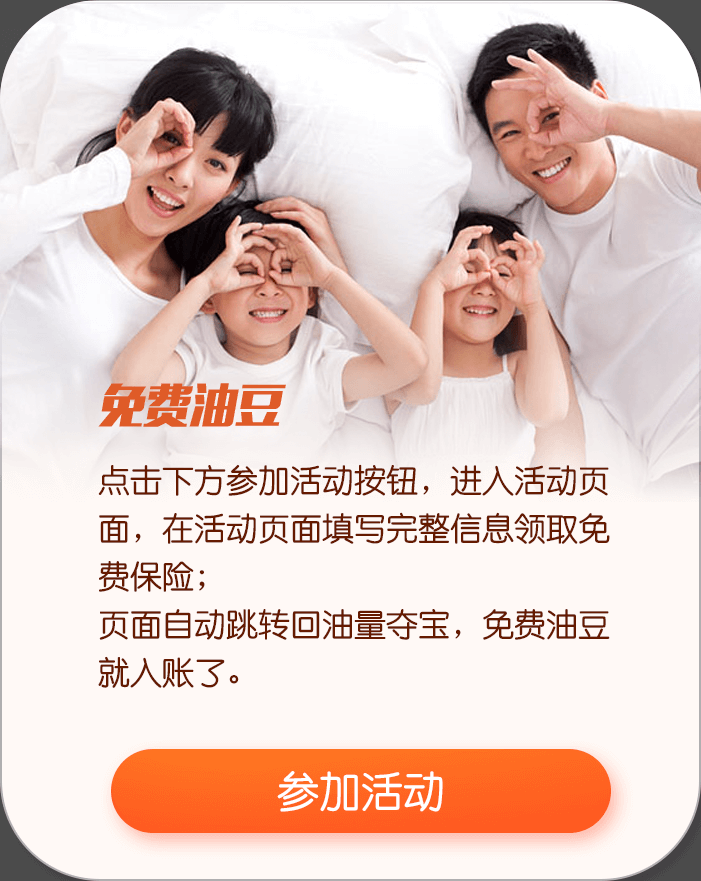 免费油豆
点击下方参加活动按钮，进入活动页
面，在活动页面填写完整信息领取免
费保险；
页面自动跳转回油量夺宝，免费油豆
就入账了。
参加活动